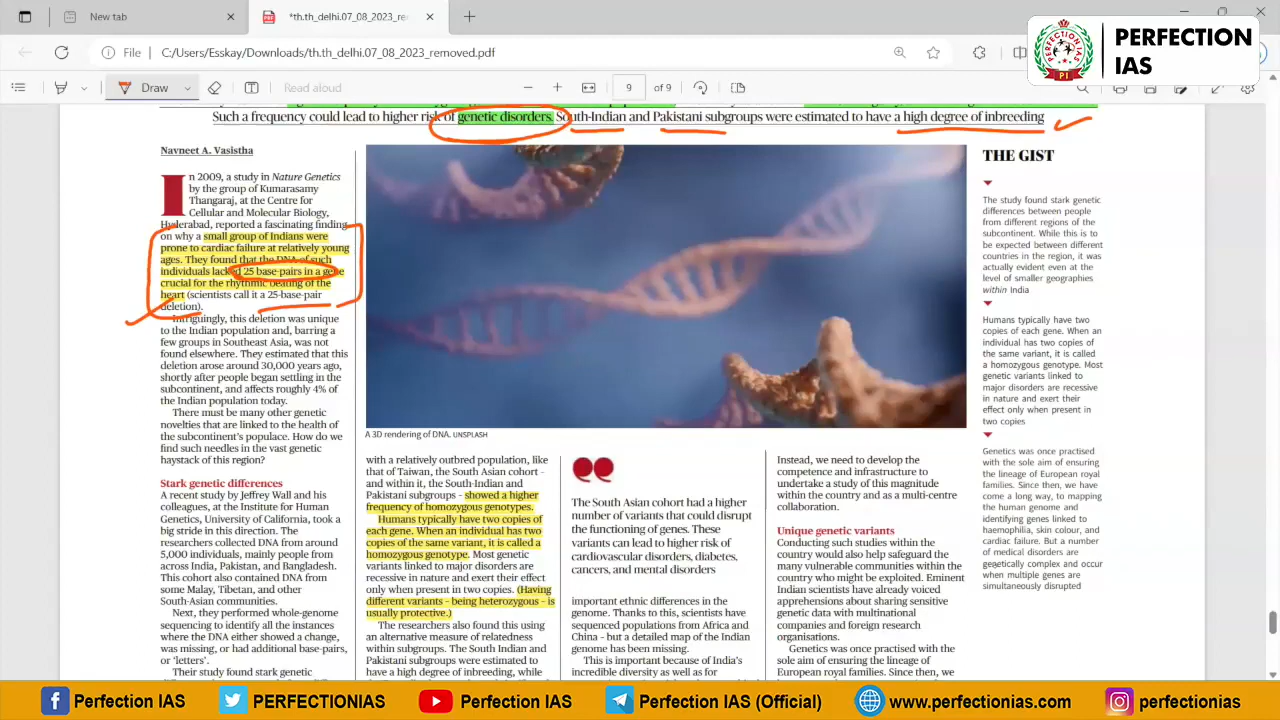 New tab
*th.th_delhi.07_08_2023_rer
File
C:/Users/Esskay/Downloads/th.th_delhi.07_08_2023_removed.pdf
PERFECTION
IAS
Draw
Read aloud
9
of 9
Such a frequency could lead to higher risk of genetic disorders. South-Indian and Pakistani subgroups were estimated to have a high degree of inbreeding
Navneet A. Vasistha
In 2009, a study in Nature Genetics
by the group of Kumarasamy
Thangaraj, at the Centre for
Cellular and Molecular Biology,
Hyderabad, reported a fascinating finding
on why a small group of Indians were
prone to cardiac failure at relatively young
ages. They found that the DNA of such
individuals lacked 25 base-pairs in a gene
crucial for the rhythmic beating of the
heart (scientists call it a 25-base-pair
deletion).
Intriguingly, this deletion was unique
to the Indian population and, barring a
few groups in Southeast Asia, was not
found elsewhere. They estimated that this
deletion arose around 30,000 years ago,
shortly after people began settling in the
subcontinent, and affects roughly 4% of
the Indian population today.
There must be many other genetic
novelties that are linked to the health of
the subcontinent's populace. How do we
find such needles in the vast genetic
haystack of this region?
Stark genetic differences
A recent study by Jeffrey Wall and his
colleagues, at the Institute for Human
Genetics, University of California, took a
big stride in this direction. The
researchers collected DNA from around
5,000 individuals, mainly people from
across India, Pakistan, and Bangladesh.
This cohort also contained DNA from
some Malay, Tibetan, and other
South-Asian communities.
Next, they performed whole-genome
sequencing to identify all the instances
where the DNA either showed a change,
was missing, or had additional base-pairs,
or 'letters'.
Their study found stark genetic
A 3D rendering of DNA. UNSPLASH
with a relatively outbred population, like
that of Taiwan, the South Asian cohort -
and within it, the South-Indian and
Pakistani subgroups - showed a higher
frequency of homozygous genotypes.
Humans typically have two copies of
each gene. When an individual has two
copies of the same variant, it is called a
homozygous genotype. Most genetic
variants linked to major disorders are
recessive in nature and exert their effect
only when present in two copies. (Having
different variants - being heterozygous - is
usually protective.)
The researchers also found this using
an alternative measure of relatedness
within subgroups. The South Indian and
Pakistani subgroups were estimated to
have a high degree of inbreeding, while
The South Asian cohort had a higher
number of variants that could disrupt
the functioning of genes. These
variants can lead to higher risk of
cardiovascular disorders, diabetes,
cancers, and mental disorders
important ethnic differences in the
genome. Thanks to this, scientists have
sequenced populations from Africa and
China - but a detailed map of the Indian
genome has been missing.
This is important because of India's
incredible diversity as well as for
Instead, we need to develop the
competence and infrastructure to
undertake a study of this magnitude
within the country and as a multi-centre
collaboration.
Unique genetic variants
Conducting such studies within the
country would also help safeguard the
many vulnerable communities within the
country who might be exploited. Eminent
Indian scientists have already voiced
apprehensions about sharing sensitive
genetic data with multinational
companies and foreign research
organisations.
Genetics was once practised with the
sole aim of ensuring the lineage of
European royal families. Since then, we
THE GIST
The study found stark genetic
differences between people
from different regions of the
subcontinent. While this is to
be expected between different
countries in the region, it was
actually evident even at the
level of smaller geographies
within India
Humans typically have two
copies of each gene. When an
individual has two copies of
the same variant, it is called
a homozygous genotype. Most
genetic variants linked to
major disorders are recessive
in nature and exert their
effect only when present in
two copies
Genetics was once practised
with the sole aim of ensuring
the lineage of European royal
families. Since then, we have
come a long way, to mapping
the human genome and
identifying genes linked to
haemophilia, skin colour, and
cardiac failure. But a number
of medical disorders are
genetically complex and occur
when multiple genes are
simultaneously disrupted
Perfection IAS
PERFECTIONIAS
Perfection IAS
Perfection IAS (Official)
www.perfectionias.com
perfectionias